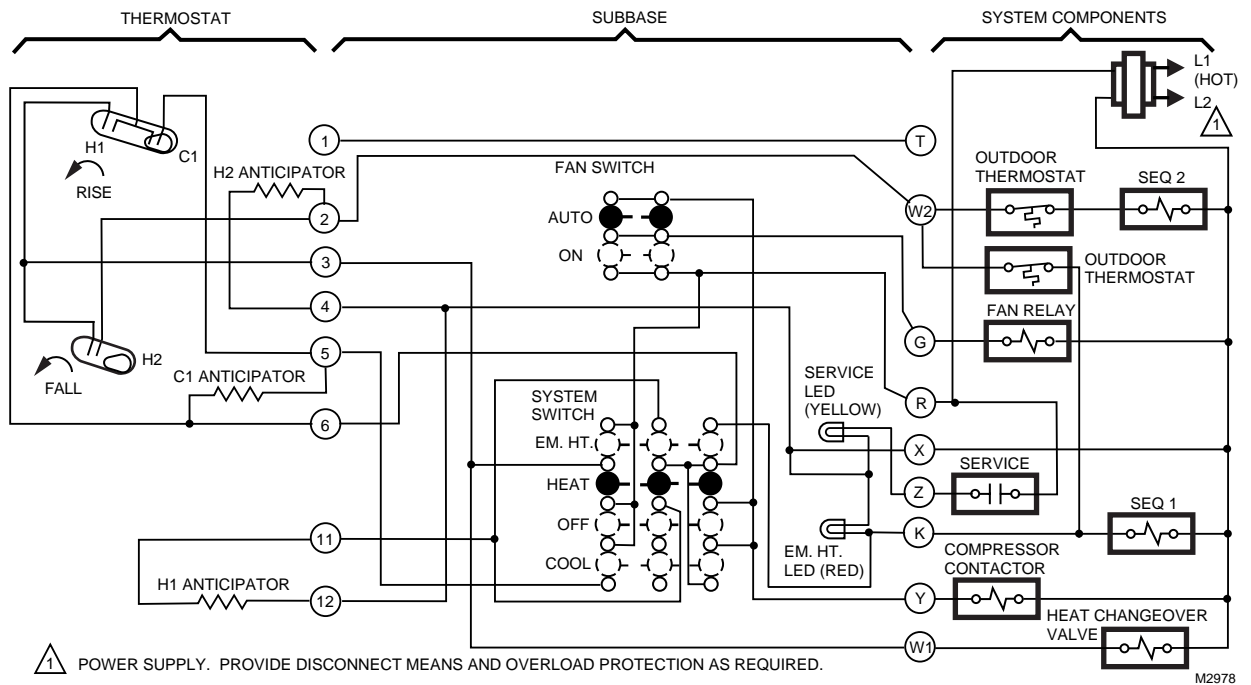 THERMOSTAT
SUBBASE
SYSTEM COMPONENTS
L1
(HOT)
L2
1
H1
C1
RISE
1
T
H2 ANTICIPATOR
FAN SWITCH
OUTDOOR
THERMOSTAT
SEQ 2
2
AUTO
W2
ON
3
OUTDOOR
THERMOSTAT
4
FAN RELAY
G
H2
FALL
5
C1 ANTICIPATOR
SERVICE
LED
(YELLOW)
SYSTEM
SWITCH
R
6
EM. HT.
X
SERVICE
HEAT
Z
SEQ 1
OFF
11
K
EM. HT.
LED (RED)
COMPRESSOR
CONTACTOR
COOL
H1 ANTICIPATOR
12
Y
HEAT CHANGEOVER
VALVE
W1
1
POWER SUPPLY. PROVIDE DISCONNECT MEANS AND OVERLOAD PROTECTION AS REQUIRED.
M2978